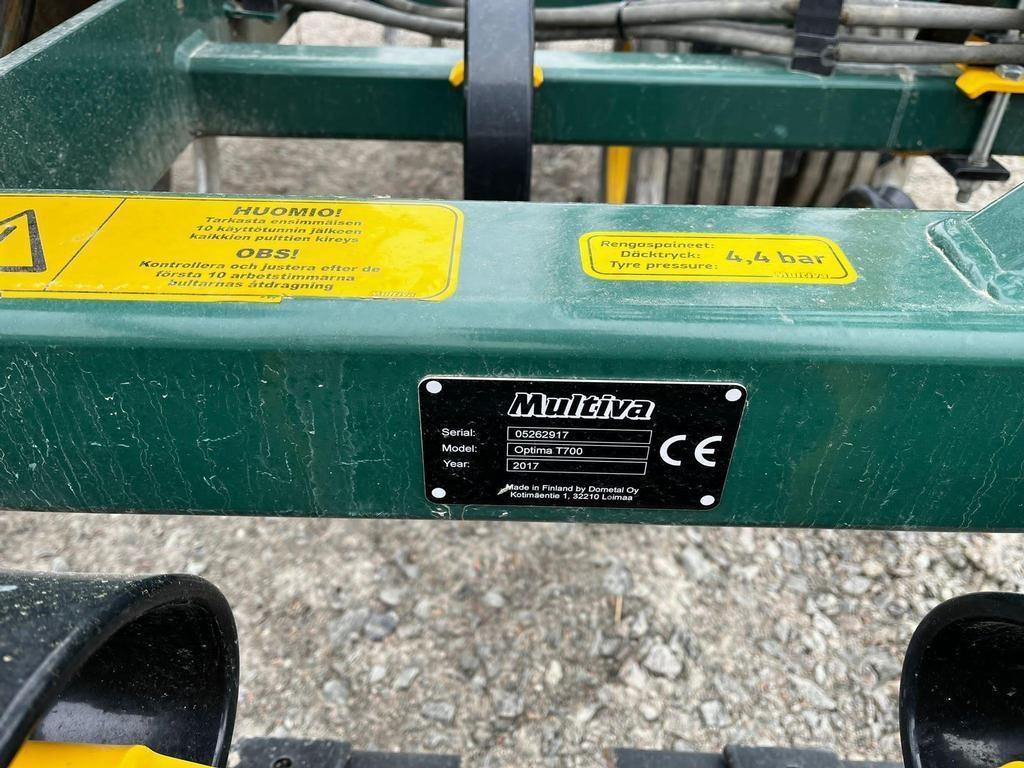 HUOMIO!
Tarkasta ensimmäisen
10 käyttötunnin jälkeen
kaikkien pulttien kireys
OBS!
Kontrollera och justera efter de
första 10 arbetstimmarna
bultarnas åtdragning
Multiva
Rengaspaineet:
Däcktryck:
Tyre pressure:
4,4 bar
Multiva
Multiva
Serial: 05262917
Model: Optima T700
Year: 2017
CE
Made in Finland by Dometal Oy
Kotimäentie 1, 32210 Loimaa